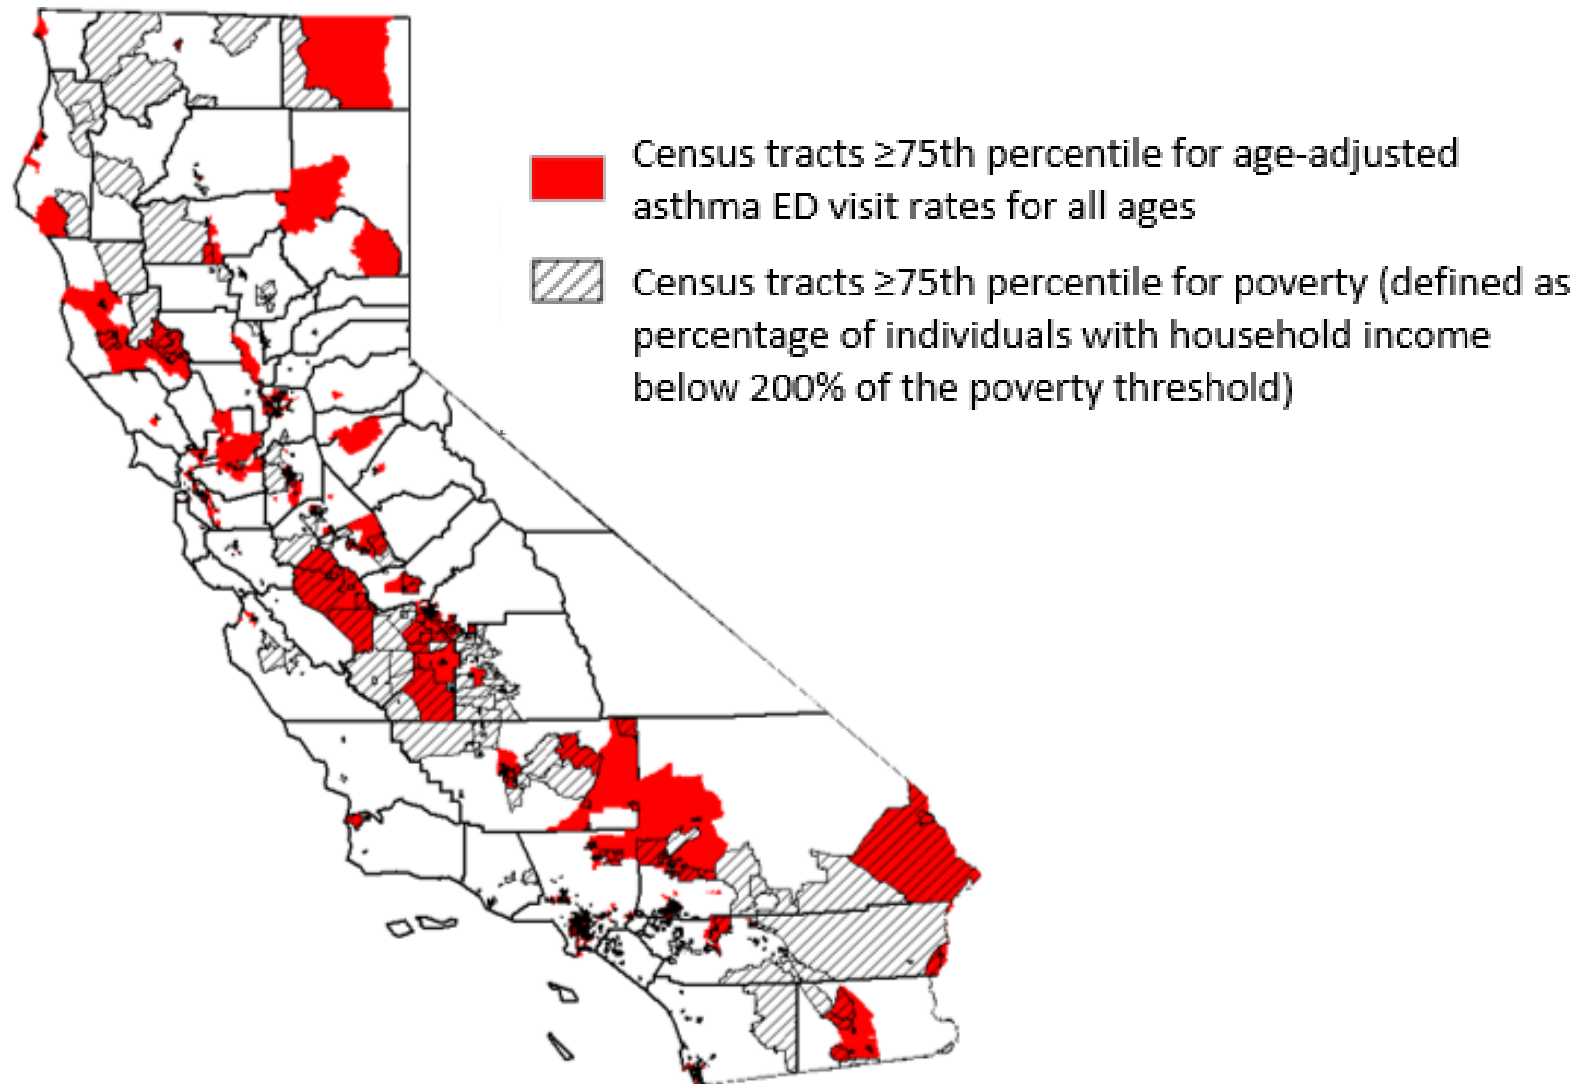 Census tracts ≥75th percentile for age-adjusted
asthma ED visit rates for all ages
Census tracts ≥75th percentile for poverty (defined as
percentage of individuals with household income
below 200% of the poverty threshold)